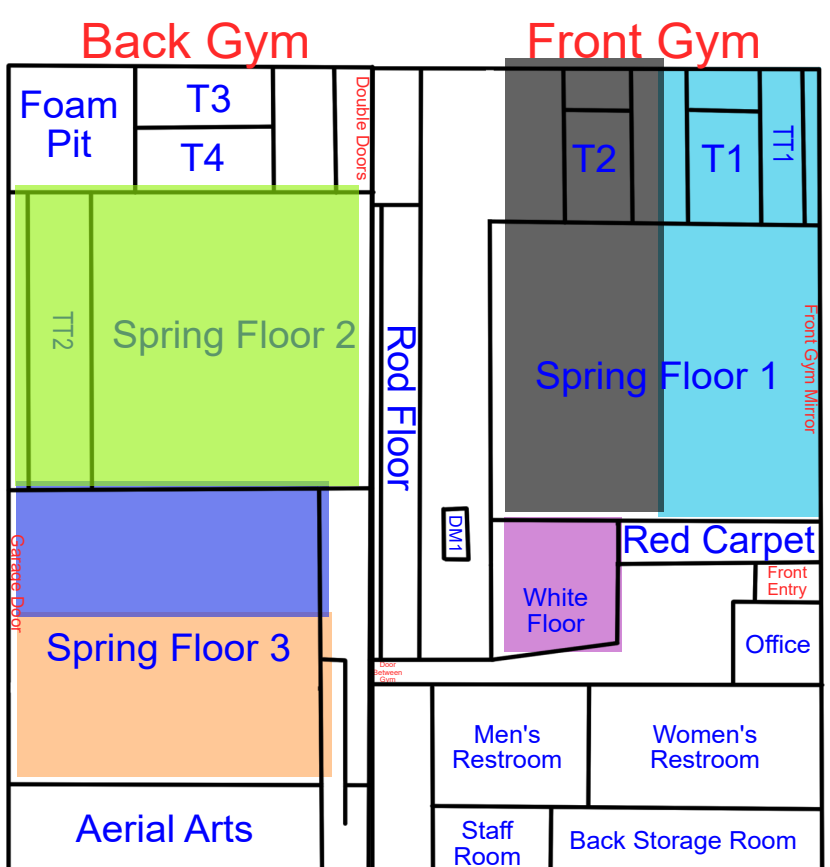 Back Gym
Front Gym
Foam
Pit
T3
T4
Double Doors
T2
T1
TT1
TT2
Spring Floor 2
Rod Floor
Spring Floor 1
Front Gym Mirror
DM1
Red Carpet
Garage Door
White
Floor
Front
Entry
Spring Floor 3
Office
Door
Between
Gym
Men's
Restroom
Women's
Restroom
Aerial Arts
Staff
Room
Back Storage Room